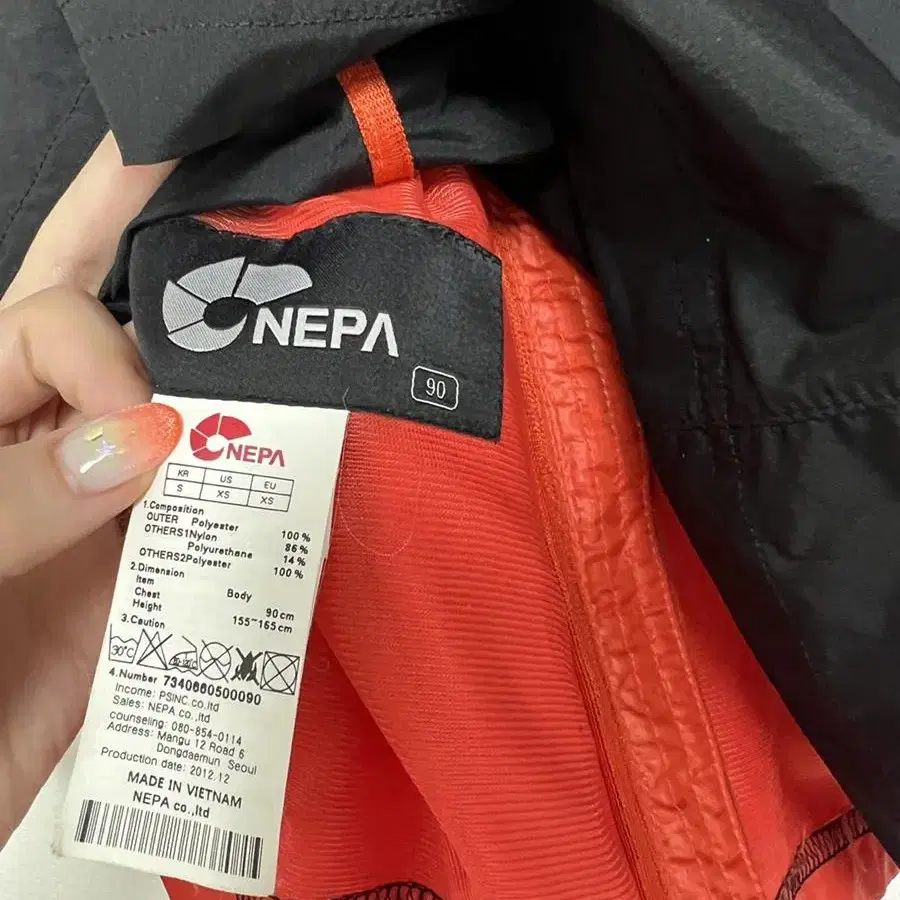 NEPA
90
NEPA
KR US EU
S XS XS
1.Composition
OUTER Polyester 100%
OTHERS1Nylon 86%
Polyurethane 14%
OTHERS2Polyester 100%
2.Dimension
Item Body
Chest 90cm
Height 155~165cm
3.Caution
30°C
4.Number 7340660500090
Income: PSINC.co,ltd
Sales: NEPA co.,ltd
counseling: 080-854-0114
Address: Mangu 12 Road 6
Dongdaemun Seoul
Production date: 2012.12
MADE IN VIETNAM
NEPA co.,ltd